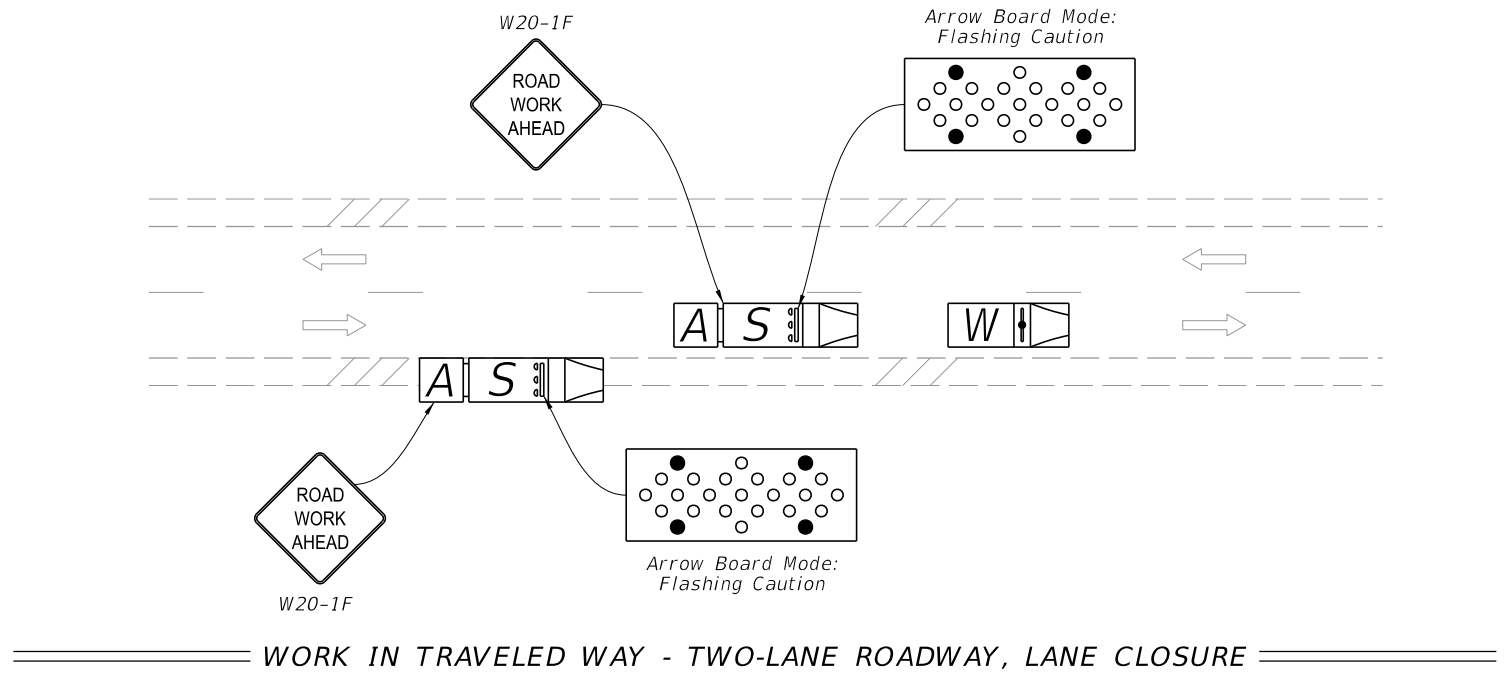 W20-1F
ROAD
WORK
AHEAD
Arrow Board Mode:
Flashing Caution
A S
W
A S
ROAD
WORK
AHEAD
W20-1F
Arrow Board Mode:
Flashing Caution
WORK IN TRAVELED WAY - TWO-LANE ROADWAY, LANE CLOSURE